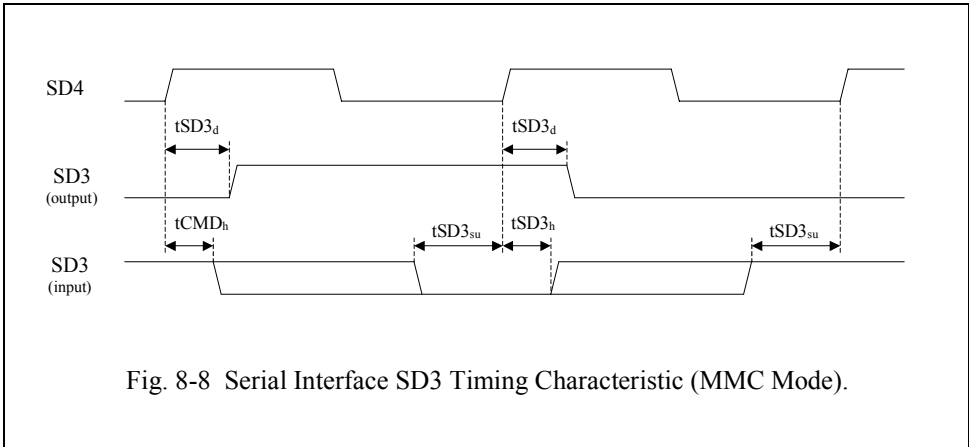 SD4
tSD3d tSD3d
SD3
(output)
tCMDh tSD3su tSD3h tSD3su
SD3
(input)
Fig. 8-8 Serial Interface SD3 Timing Characteristic (MMC Mode).